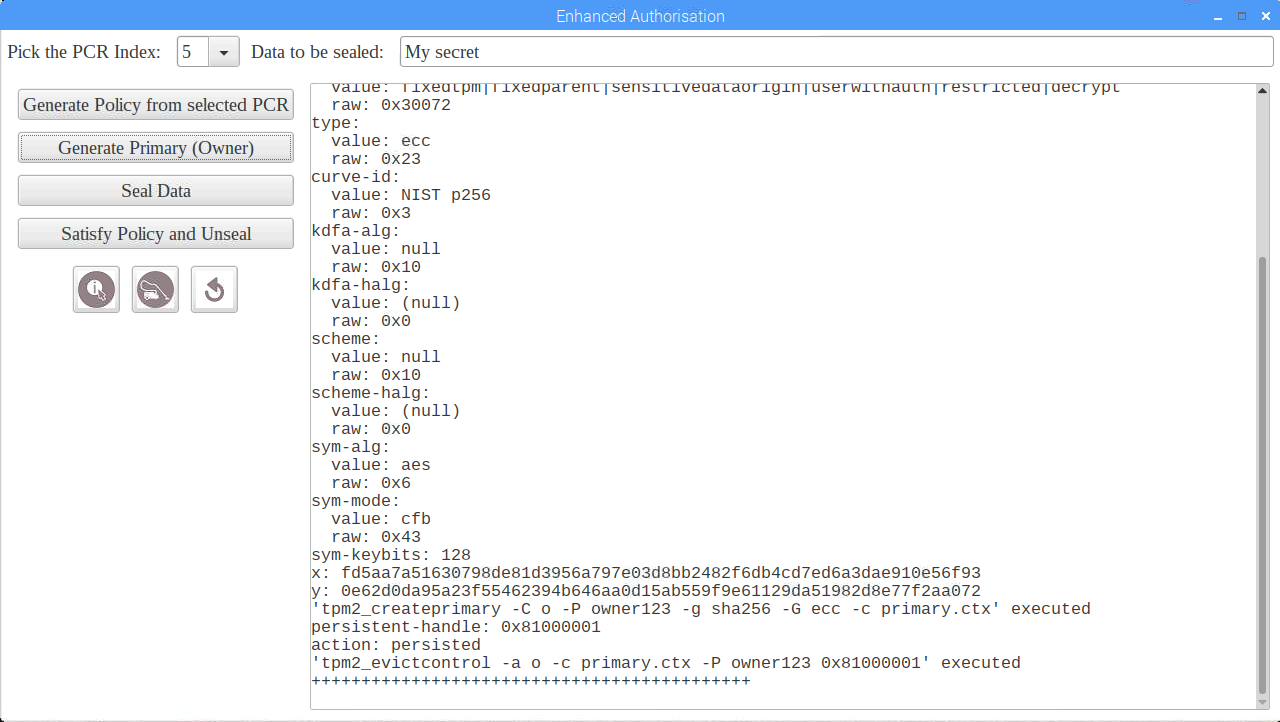 Enhanced Authorisation
Pick the PCR Index: 5 Data to be sealed: My secret
Generate Policy from selected PCR
Generate Primary (Owner)
Seal Data
Satisfy Policy and Unseal
value: fixedtpm|fixedparent|sensitivedataorigin|userwithauth|restricted|decrypt
raw: 0x30072
type:
value: ecc
raw: 0x23
curve-id:
value: NIST p256
raw: 0x3
kdfa-alg:
value: null
raw: 0x10
kdfa-halg:
value: (null)
raw: 0x0
scheme:
value: null
raw: 0x10
scheme-halg:
value: (null)
raw: 0x0
sym-alg:
value: aes
raw: 0x6
sym-mode:
value: cfb
raw: 0x43
sym-keybits: 128
x: fd5aa7a51630798de81d3956a797e03d8bb2482f6db4cd7ed6a3dae910e56f93
y: 0e62d0da95a23f55462394b646aa0d15ab559f9e61129da51982d8e77f2aa072
'tpm2_createprimary -C o -P owner123 -g sha256 -G ecc -c primary.ctx' executed
persistent-handle: 0x81000001
action: persisted
'tpm2_evictcontrol -a o -c primary.ctx -P owner123 0x81000001' executed
++++++++++++++++++++++++++++++++++++++++++++